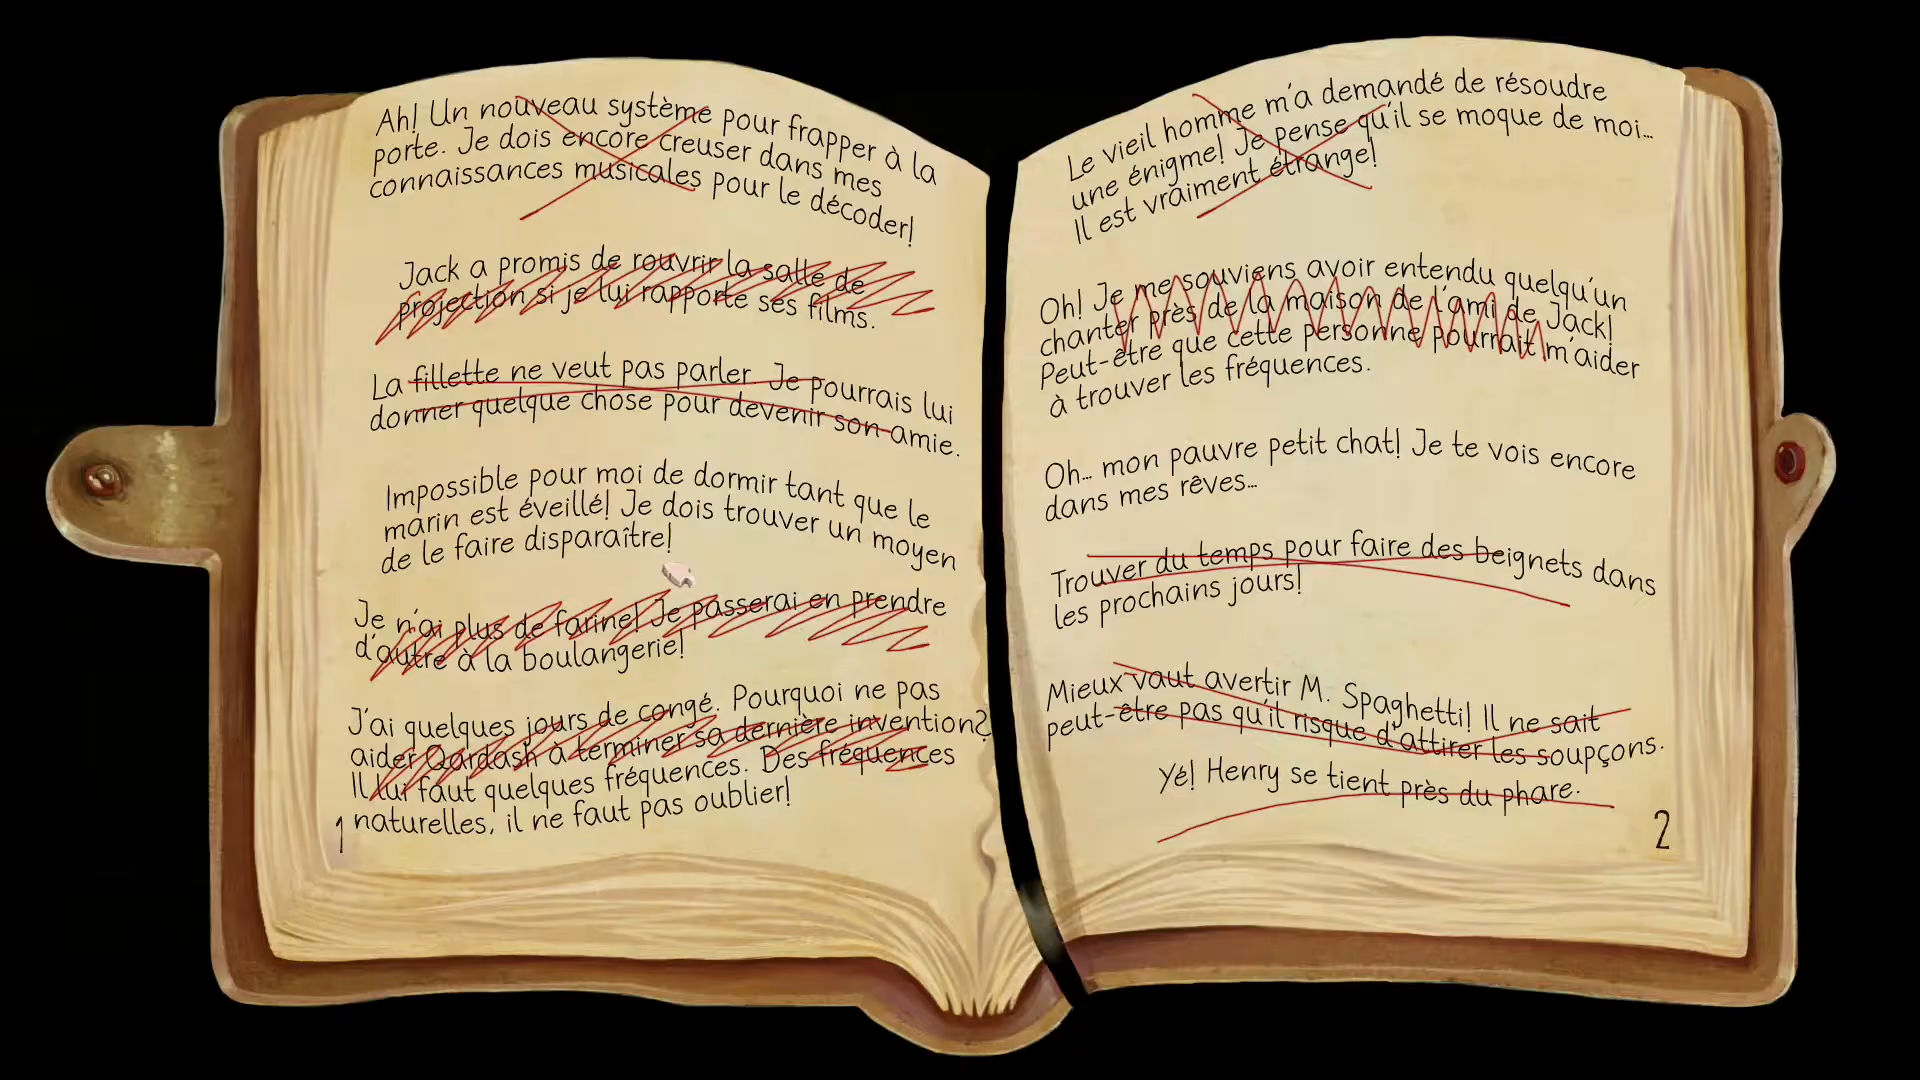 Ah! Un nouveau système pour frapper à la
porte. Je dois encore creuser dans mes
connaissances musicales pour le décoder!
Jack a promis de rouvrir la salle de
projection si je lui rapporte ses films.
La fillette ne veut pas parler. Je pourrais lui
donner quelque chose pour devenir son amie.
Impossible pour moi de dormir tant que le
marin est éveillé! Je dois trouver un moyen
de le faire disparaître!
Je n'ai plus de farine! Je passerai en prendre
d'autre à la boulangerie!
J'ai quelques jours de congé. Pourquoi ne pas
aider Qardash à terminer sa dernière invention?
Il lui faut quelques fréquences. Des fréquences
naturelles, il ne faut pas oublier!
1
Le vieil homme m'a demandé de résoudre
une énigme! Je pense qu'il se moque de moi...
Il est vraiment étrange!
Oh! Je me souviens avoir entendu quelqu'un
chanter près de la maison de l'ami de Jack!
Peut-être que cette personne pourrait m'aider
à trouver les fréquences.
Oh... mon pauvre petit chat! Je te vois encore
dans mes rêves...
Trouver du temps pour faire des beignets dans
les prochains jours!
Mieux vaut avertir M. Spaghetti! Il ne sait
peut-être pas qu'il risque d'attirer les soupçons.
Yé! Henry se tient près du phare.
2